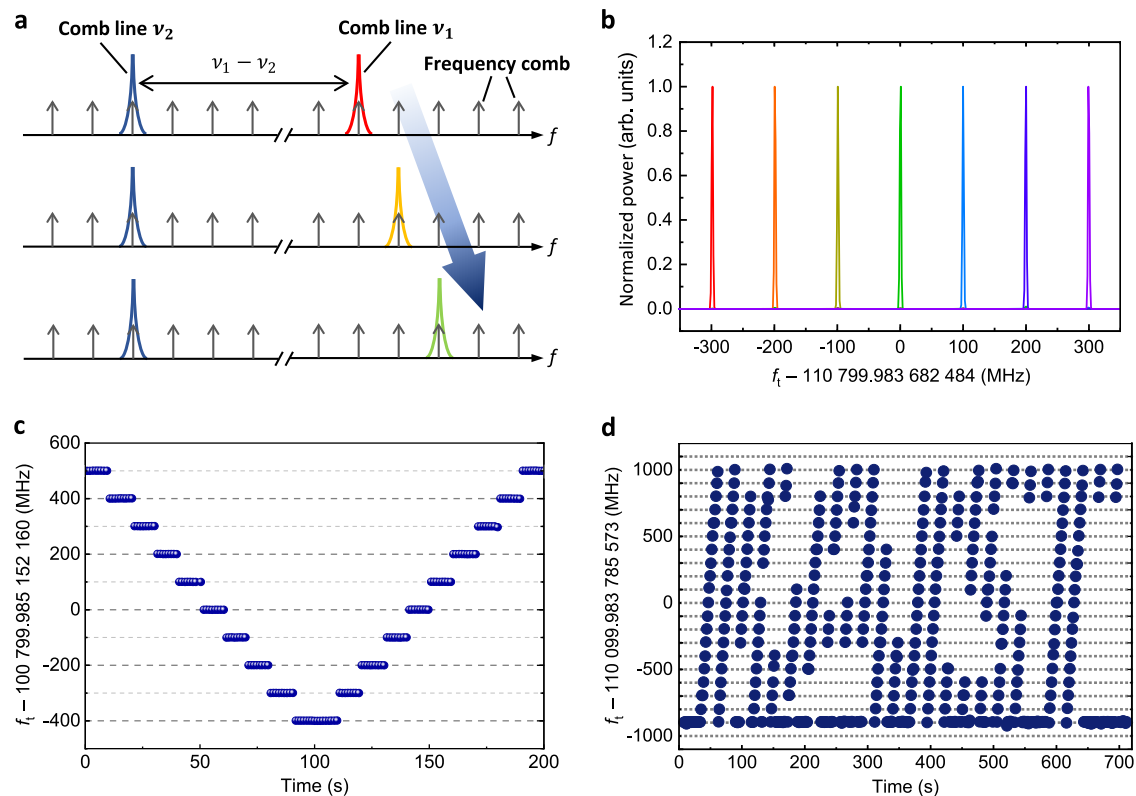 a
Comb line ν₂
Comb line ν₁
ν₁ − ν₂
Frequency comb
f
f
f
b
Normalized power (arb. units)
1.2
1.0
0.8
0.6
0.4
0.2
0.0
-300 -200 -100 0 100 200 300
fₜ – 110 799.983 682 484 (MHz)
c
fₜ – 100 799.985 152 160 (MHz)
600
400
200
0
-200
-400
0 50 100 150 200
Time (s)
d
fₜ – 110 099.983 785 573 (MHz)
1000
500
0
-500
-1000
0 100 200 300 400 500 600 700
Time (s)